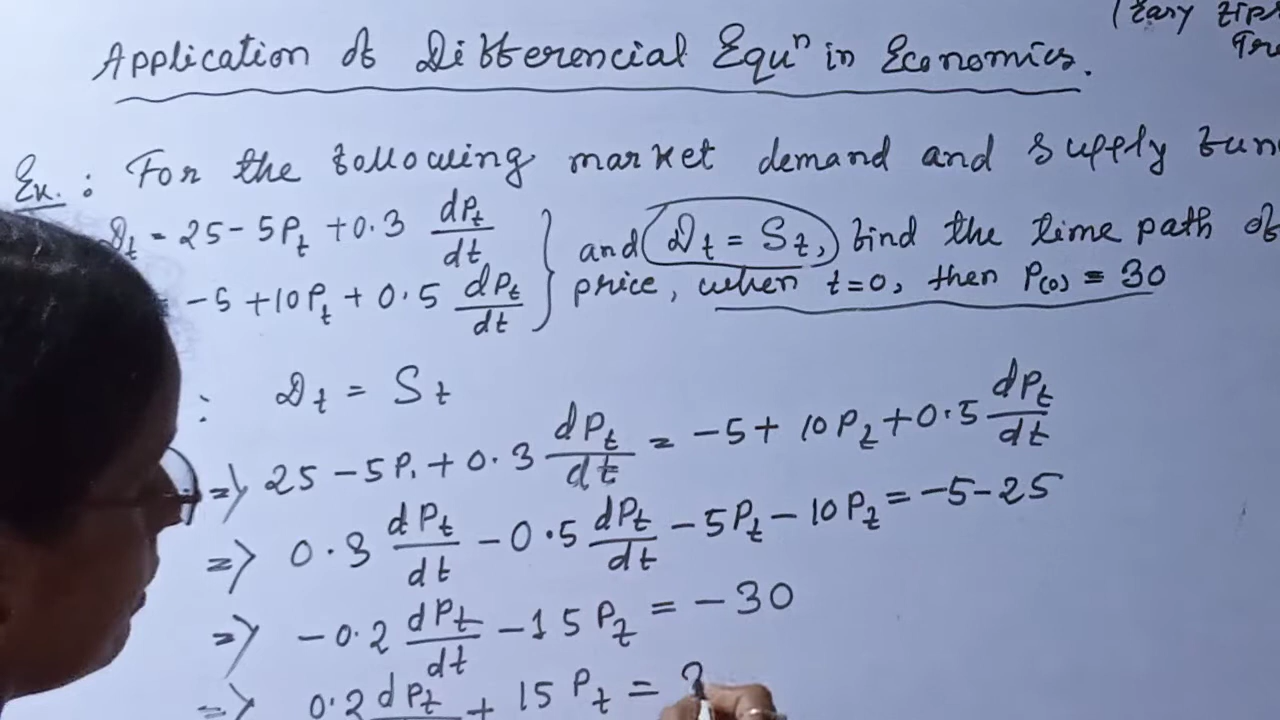 (Easy
Application of Differencial Equⁿ in Economics.
Ex. : For the following market demand and supply
Dt = 25 - 5Pt + 0.3 dPt/dt } and Dt = St, find the time path of
-5 + 10Pt + 0.5 dPt/dt } price, when t=0, then P(0) = 30
: Dt = St
=> 25 - 5P + 0.3 dPt/dt = -5 + 10Pt + 0.5 dPt/dt
=> 0.3 dPt/dt - 0.5 dPt/dt - 5Pt - 10Pt = -5-25
=> -0.2 dPt/dt - 15Pt = -30
=> 0.2 dPt + 15 Pt =